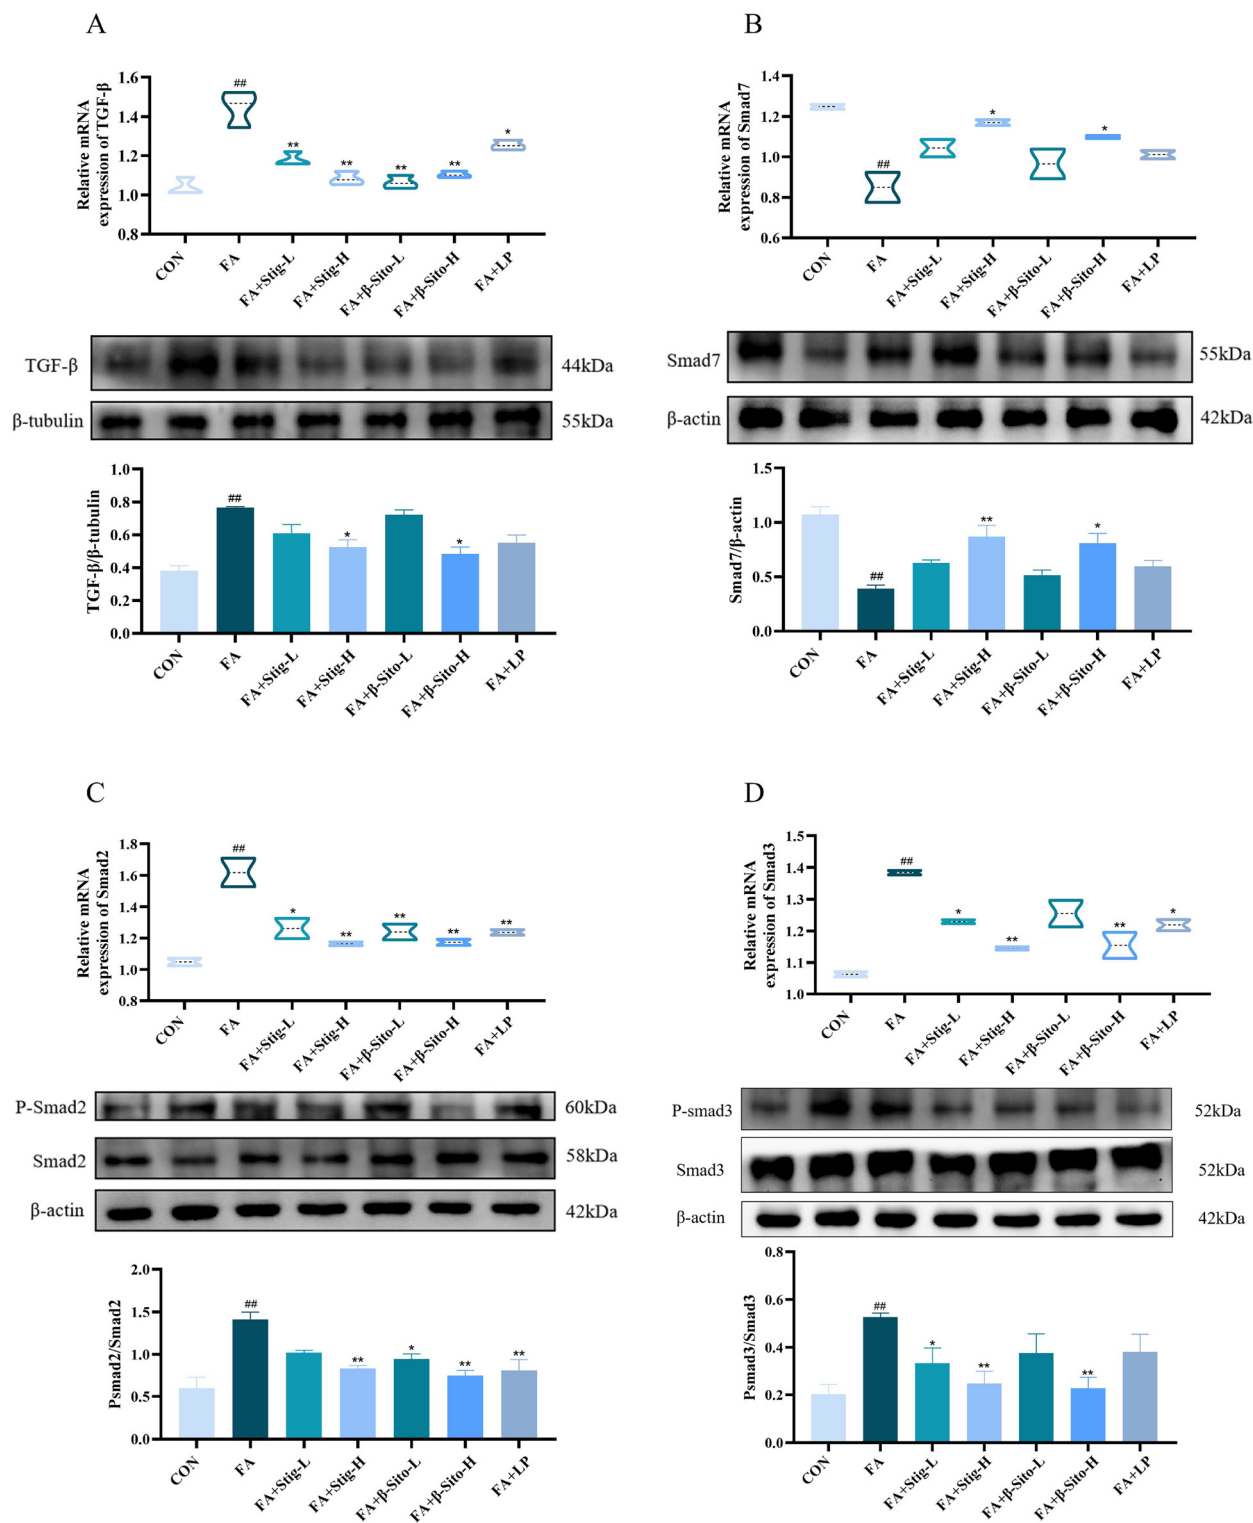 A
Relative mRNA
expression of TGF-β
1.6
1.4
1.2
1.0
0.8
##
**
**
**
**
*
CON
FA
FA+Stig-L
FA+Stig-H
FA+β-Sito-L
FA+β-Sito-H
FA+LP
TGF-β
44kDa
β-tubulin
55kDa
TGF-β/β-tubulin
1.0
0.8
0.6
0.4
0.2
0.0
##
*
*
CON
FA
FA+Stig-L
FA+Stig-H
FA+β-Sito-L
FA+β-Sito-H
FA+LP
B
Relative mRNA
expression of Smad7
1.4
1.2
1.0
0.8
0.6
##
*
*
CON
FA
FA+Stig-L
FA+Stig-H
FA+β-Sito-L
FA+β-Sito-H
FA+LP
Smad7
55kDa
β-actin
42kDa
Smad7/β-actin
1.5
1.0
0.5
0.0
##
**
*
CON
FA
FA+Stig-L
FA+Stig-H
FA+β-Sito-L
FA+β-Sito-H
FA+LP
C
Relative mRNA
expression of Smad2
1.8
1.6
1.4
1.2
1.0
0.8
##
*
**
**
**
**
CON
FA
FA+Stig-L
FA+Stig-H
FA+β-Sito-L
FA+β-Sito-H
FA+LP
P-Smad2
60kDa
Smad2
58kDa
β-actin
42kDa
Psmad2/Smad2
2.0
1.5
1.0
0.5
0.0
##
**
*
**
**
CON
FA
FA+Stig-L
FA+Stig-H
FA+β-Sito-L
FA+β-Sito-H
FA+LP
D
Relative mRNA
expression of Smad3
1.5
1.4
1.3
1.2
1.1
1.0
##
*
**
**
*
CON
FA
FA+Stig-L
FA+Stig-H
FA+β-Sito-L
FA+β-Sito-H
FA+LP
P-smad3
52kDa
Smad3
52kDa
β-actin
42kDa
Psmad3/Smad3
0.8
0.6
0.4
0.2
0.0
##
*
**
**
CON
FA
FA+Stig-L
FA+Stig-H
FA+β-Sito-L
FA+β-Sito-H
FA+LP